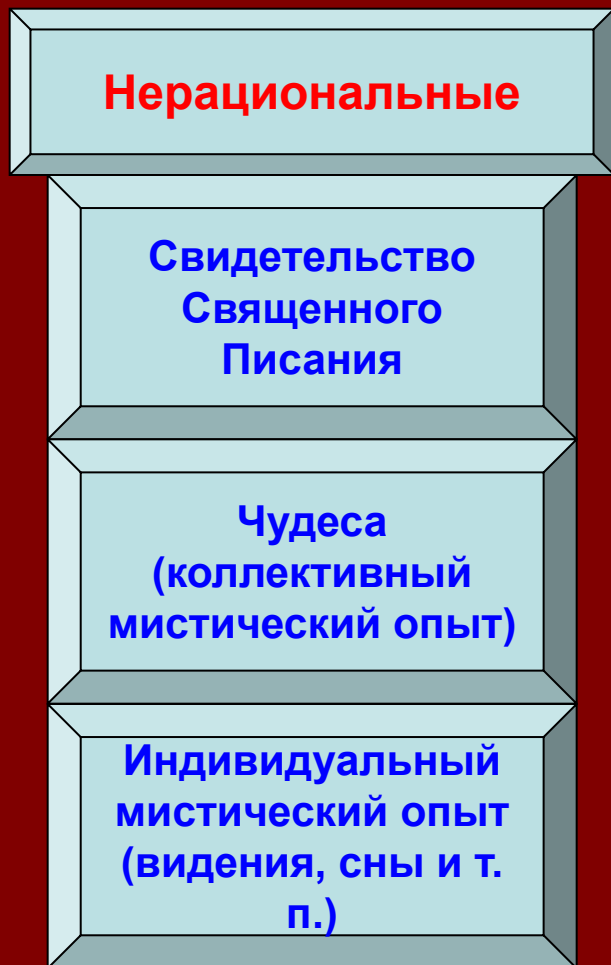 Нерациональные
Свидетельство
Священного
Писания
Чудеса
(коллективный
мистический опыт)
Индивидуальный
мистический опыт
(видения, сны и т.
п.)